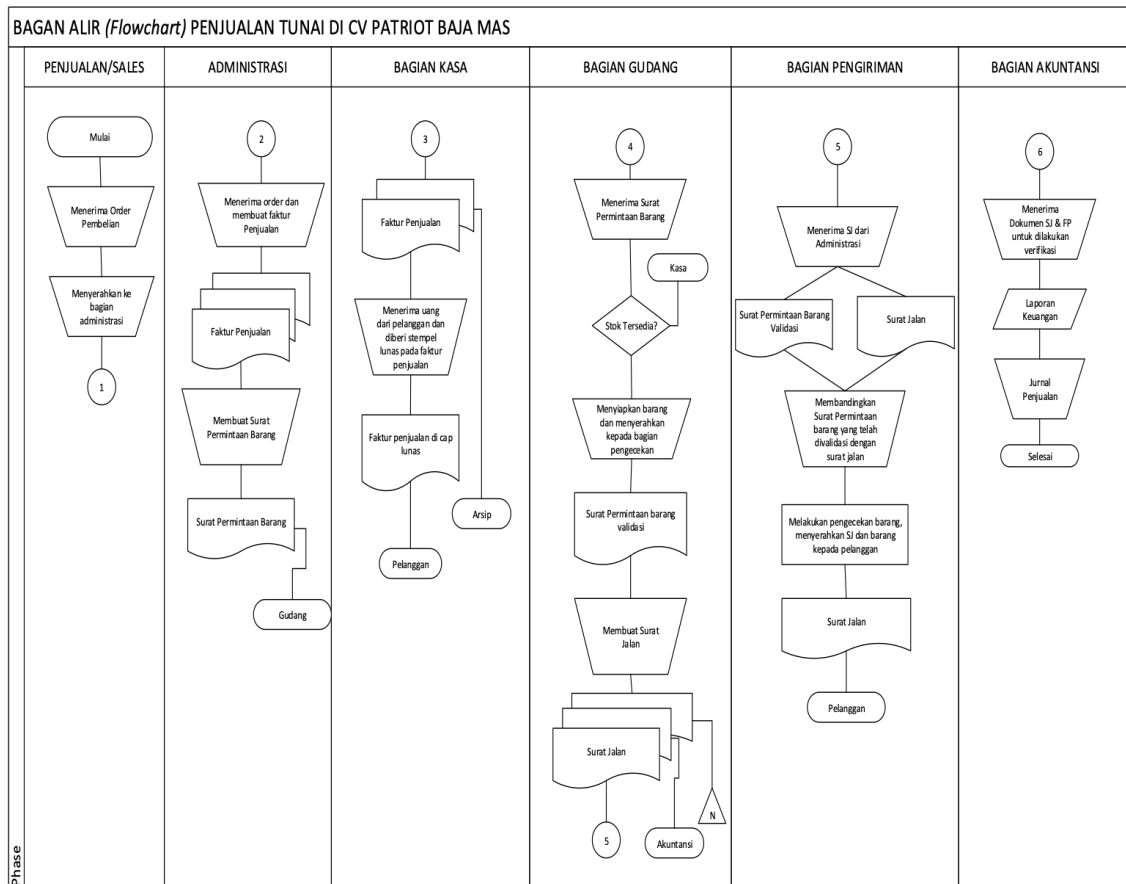 BAGAN ALIR (Flowchart) PENJUALAN TUNAI DI CV PATRIOT BAJA MAS
Phase
PENJUALAN/SALES
Mulai
Menerima Order
Pembelian
Menyerahkan ke
bagian
administrasi
1
ADMINISTRASI
2
Menerima order dan
membuat faktur
Penjualan
Faktur Penjualan
Membuat Surat
Permintaan Barang
Surat Permintaan Barang
Gudang
BAGIAN KASA
3
Faktur Penjualan
Menerima uang
dari pelanggan dan
diberi stempel
lunas pada faktur
penjualan
Faktur penjualan di cap
lunas
Arsip
Pelanggan
BAGIAN GUDANG
4
Menerima Surat
Permintaan Barang
Kasa
Stok Tersedia?
Menyiapkan barang
dan menyerahkan
kepada bagian
pengecekan
Surat Permintaan barang
validasi
Membuat Surat
Jalan
Surat Jalan
N
5
Akuntansi
BAGIAN PENGIRIMAN
5
Menerima SJ dari
Administrasi
Surat Permintaan Barang
Validasi
Surat Jalan
Membandingkan
Surat Permintaan
barang yang telah
divalidasi dengan
surat jalan
Melakukan pengecekan barang,
menyerahkan SJ dan barang
kepada pelanggan
Surat Jalan
Pelanggan
BAGIAN AKUNTANSI
6
Menerima
Dokumen SJ & FP
untuk dilakukan
verifikasi
Laporan
Keuangan
Jurnal
Penjualan
Selesai